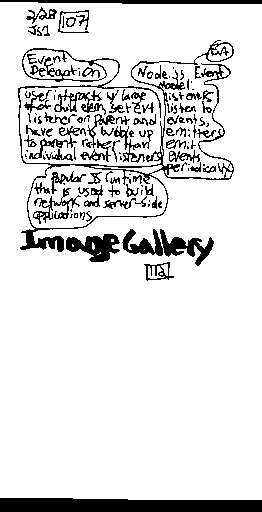 2/28
JS1
107
Event
Delegation
User interacts w/ large
# of child elem, set evt
listener on parent and
have events bubble up
to parent rather than
individual event listeners
Node.js Event
Model:
listeners
listen to
events,
emitters
emit
events
periodically
Popular JS runtime
that is used to build
network and server-side
applications
Image Gallery
112